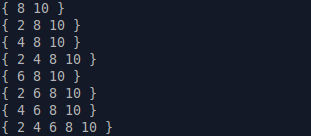 { 8 10 }
{ 2 8 10 }
{ 4 8 10 }
{ 2 4 8 10 }
{ 6 8 10 }
{ 2 6 8 10 }
{ 4 6 8 10 }
{ 2 4 6 8 10 }